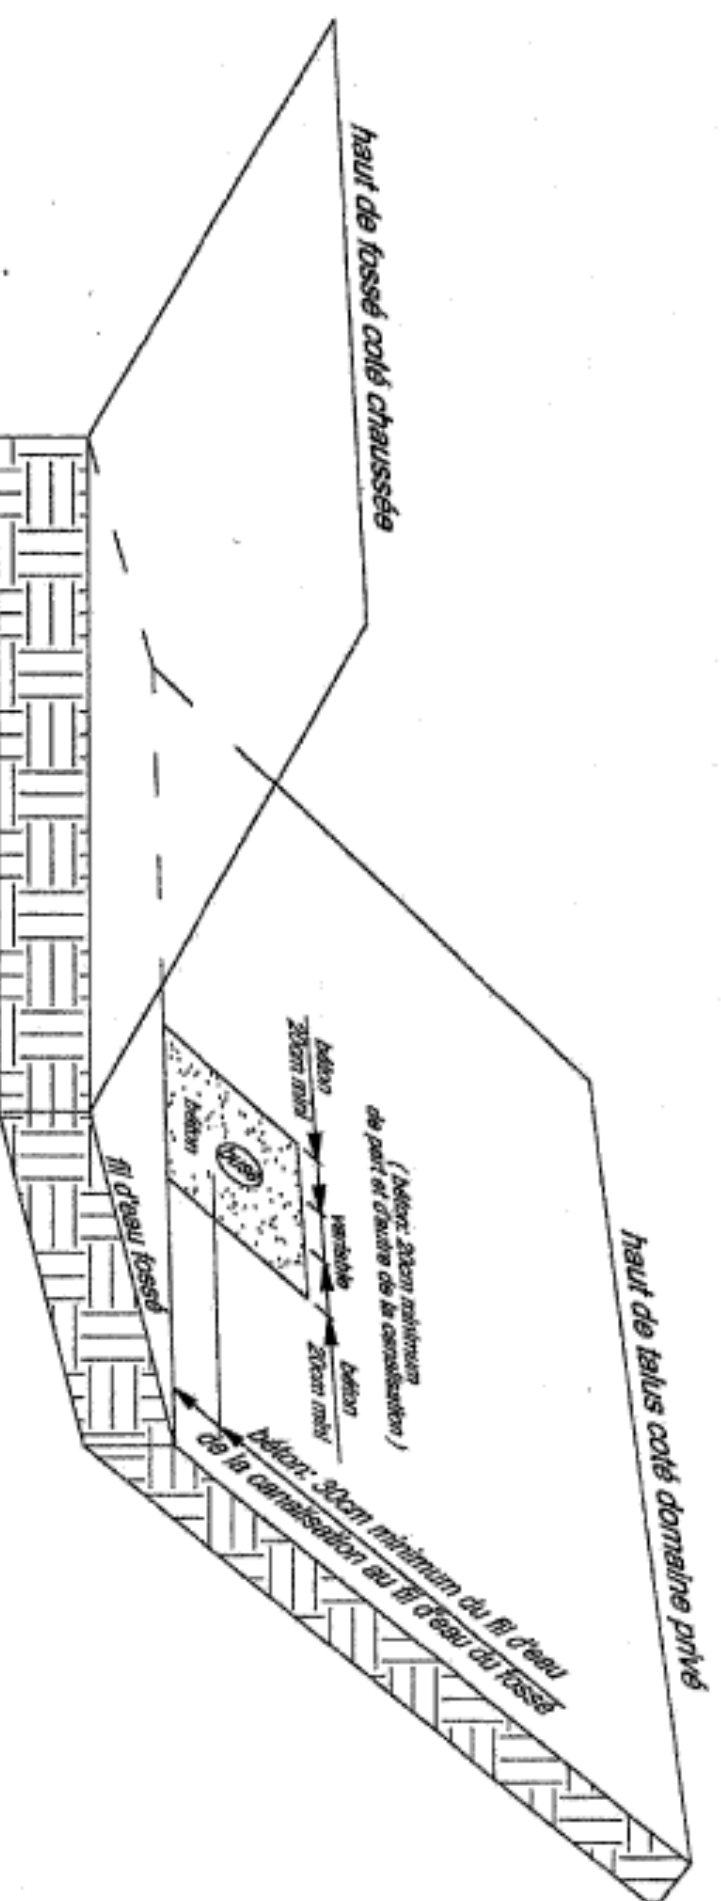 haut de fossé coté chaussée
haut de talus coté domaine privé
( béton: 20cm minimum
de part et d'autre de la canalisation )
béton
20cm mini
variable
béton
20cm mini
buse
béton
fil d'eau fossé
béton: 30cm minimum du fil d'eau
de la canalisation au fil d'eau du fossé